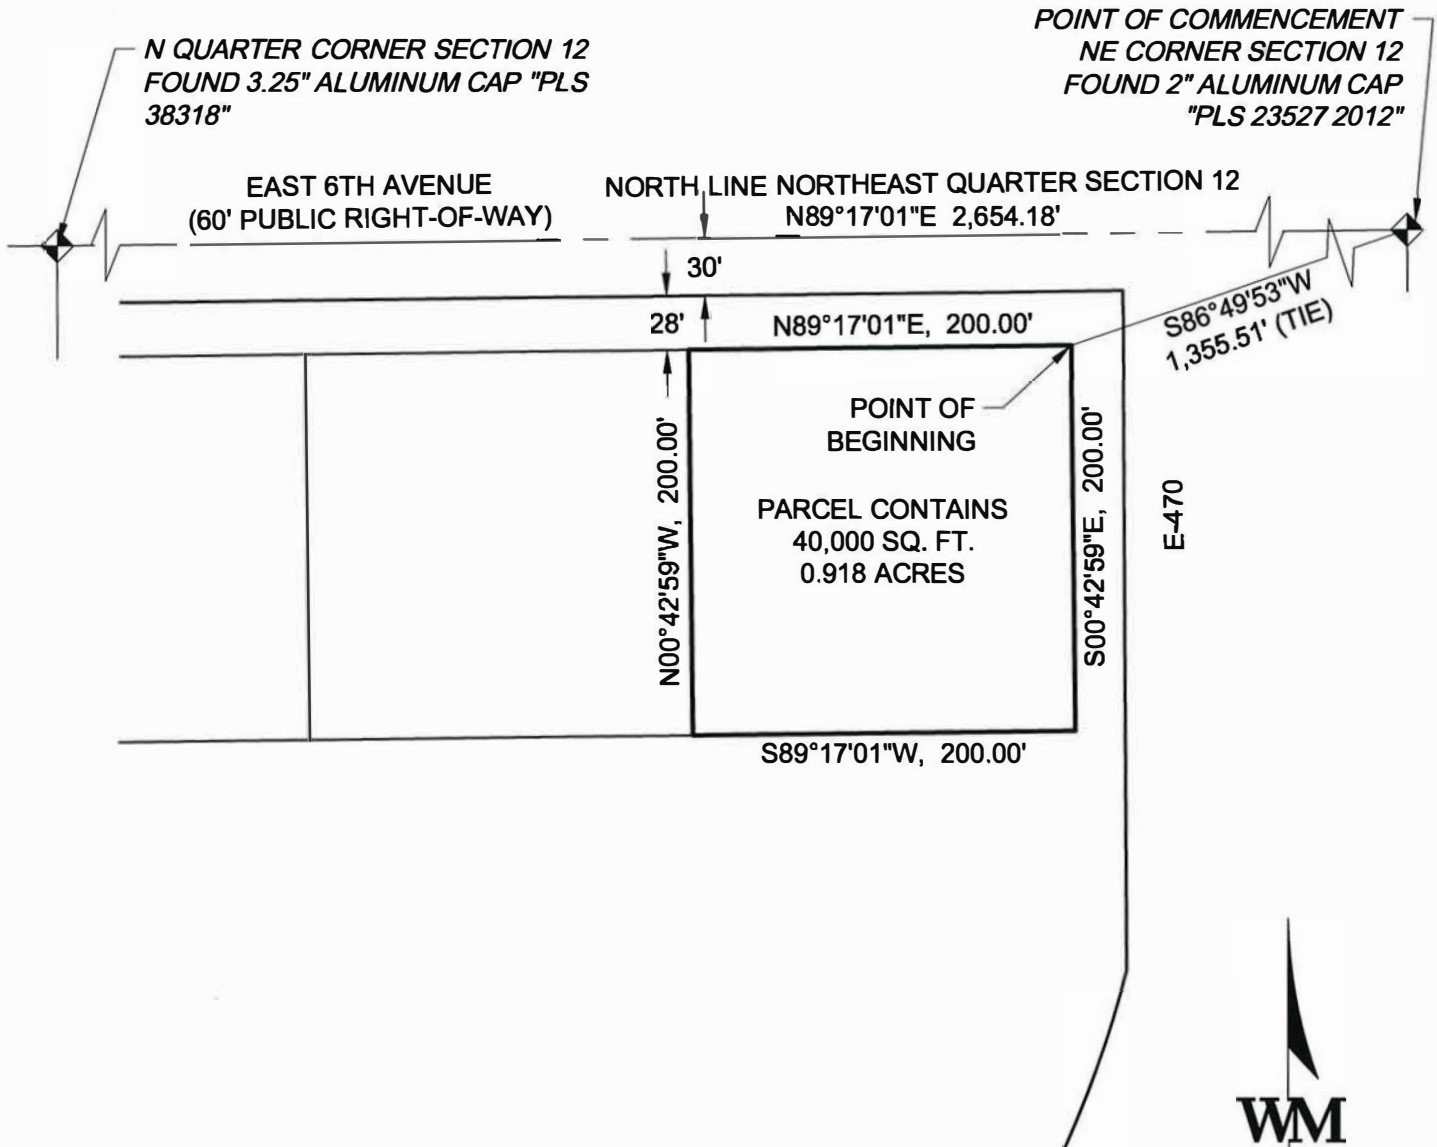 N QUARTER CORNER SECTION 12
FOUND 3.25" ALUMINUM CAP "PLS
38318"
POINT OF COMMENCEMENT
NE CORNER SECTION 12
FOUND 2" ALUMINUM CAP
"PLS 23527 2012"
EAST 6TH AVENUE
(60' PUBLIC RIGHT-OF-WAY)
NORTH LINE NORTHEAST QUARTER SECTION 12
N89°17'01"E 2,654.18'
30'
28'
N89°17'01"E, 200.00'
S86°49'53"W
1,355.51' (TIE)
POINT OF
BEGINNING
N00°42'59"W, 200.00'
PARCEL CONTAINS
40,000 SQ. FT.
0.918 ACRES
S00°42'59"E, 200.00'
E-470
S89°17'01"W, 200.00'
WM